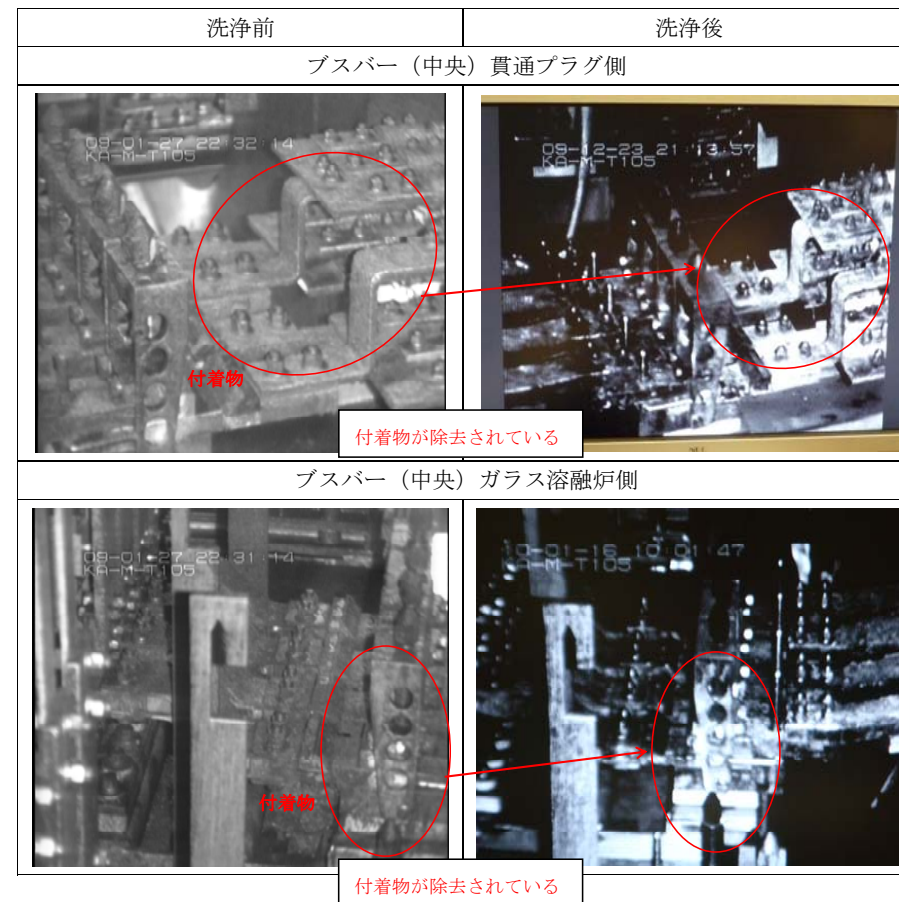 洗浄前
洗浄後
ブスバー（中央）貫通プラグ側
09-01-27 22:32:14
KA-M-T105
付着物
09-12-23 21:13:57
KA-M-T105
付着物が除去されている
ブスバー（中央）ガラス溶融炉側
09-01-27 22:31:14
KA-M-T105
付着物
10-01-16 10:01:47
KA-M-T105
付着物が除去されている